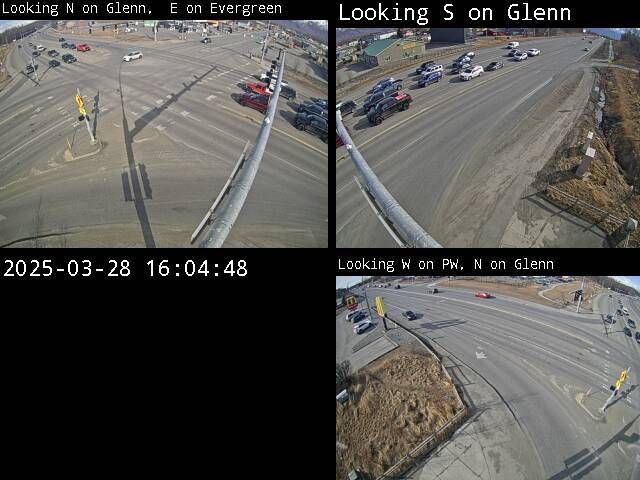 Looking N on Glenn,  E on Evergreen
Looking S on Glenn
2025-03-28 16:04:48
Looking W on PW, N on Glenn